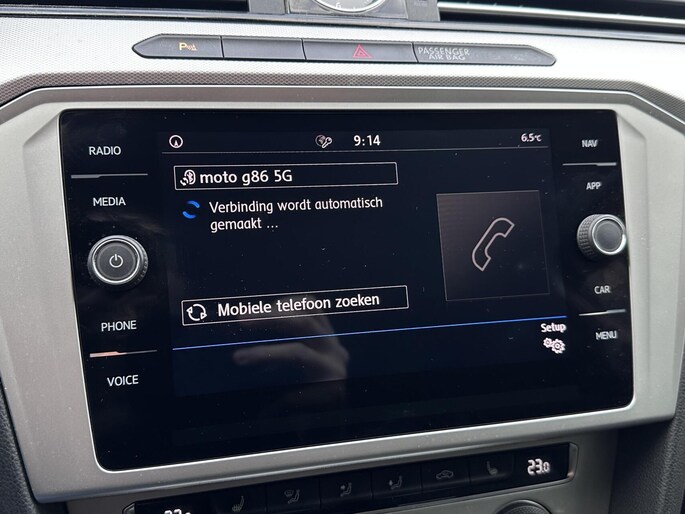 PASSENGER
AIR BAG
RADIO
9:14
6.5°C
NAV
moto g86 5G
MEDIA
APP
Verbinding wordt automatisch
gemaakt ...
CAR
Mobiele telefoon zoeken
PHONE
Setup
MENU
VOICE
23.0